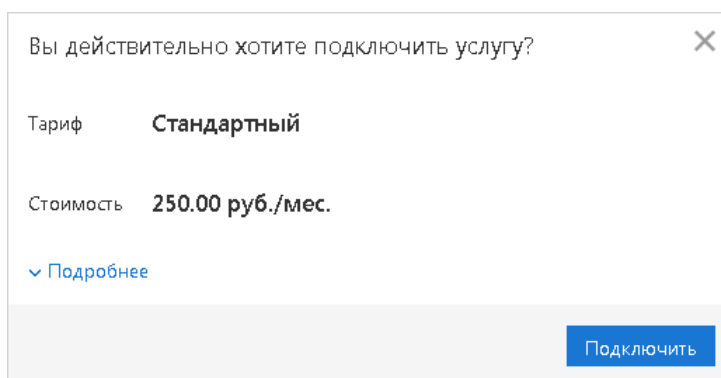 Вы действительно хотите подключить услугу?
Тариф Стандартный
Стоимость 250.00 руб./мес.
Подробнее
Подключить